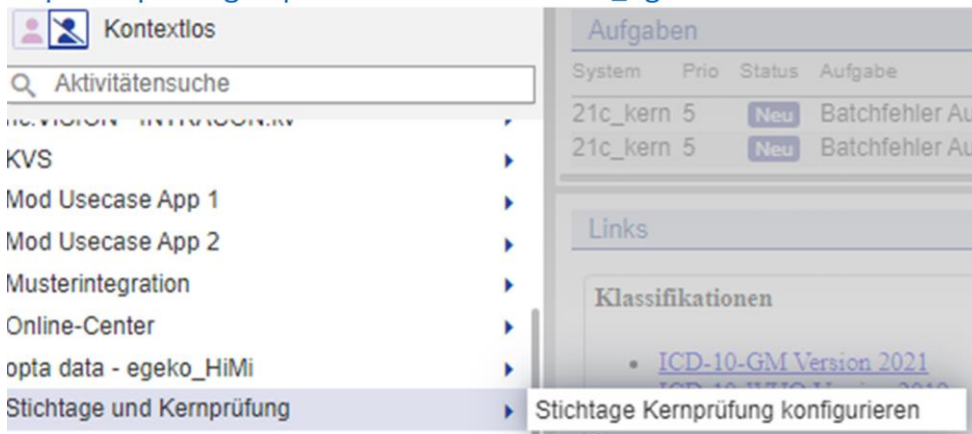 Kontextlos
Aktivitätensuche
KVS
Mod Usecase App 1
Mod Usecase App 2
Musterintegration
Online-Center
opta data - egeko_HiMi
Stichtage und Kernprüfung
Stichtage Kernprüfung konfigurieren
Aufgaben
System Prio Status Aufgabe
21c_kern 5 Neu Batchfehler Au
21c_kern 5 Neu Batchfehler Au
Links
Klassifikationen
ICD-10-GM Version 2021